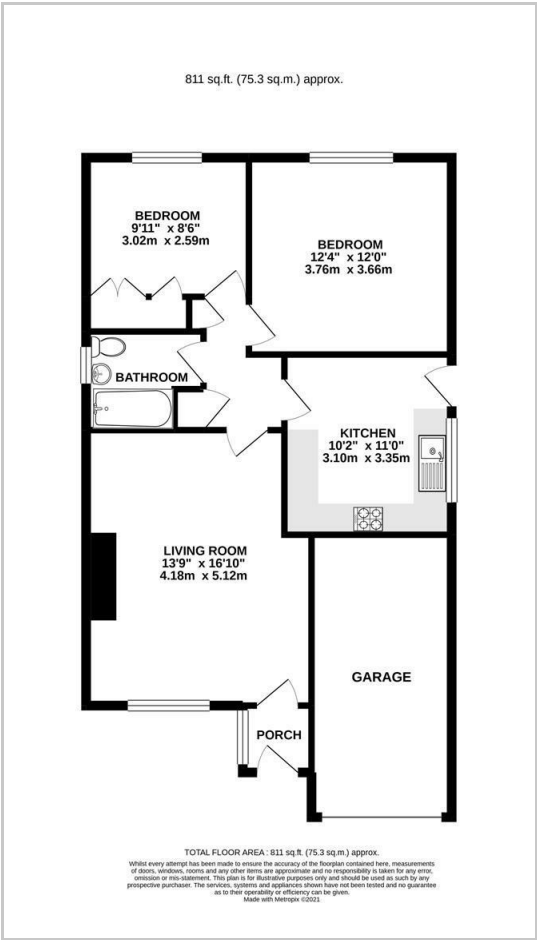 811 sq.ft. (75.3 sq.m.) approx.
BEDROOM
9'11" x 8'6"
3.02m x 2.59m
BEDROOM
12'4" x 12'0"
3.76m x 3.66m
BATHROOM
KITCHEN
10'2" x 11'0"
3.10m x 3.35m
LIVING ROOM
13'9" x 16'10"
4.18m x 5.12m
GARAGE
PORCH
TOTAL FLOOR AREA : 811 sq.ft. (75.3 sq.m.) approx.
Whilst every attempt has been made to ensure the accuracy of the floorplan contained here, measurements
of doors, windows, rooms and any other items are approximate and no responsibility is taken for any error,
omission or mis-statement. This plan is for illustrative purposes only and should be used as such by any
prospective purchaser. The services, systems and appliances shown have not been tested and no guarantee
as to their operability or efficiency can be given.
Made with Metropix ©2021